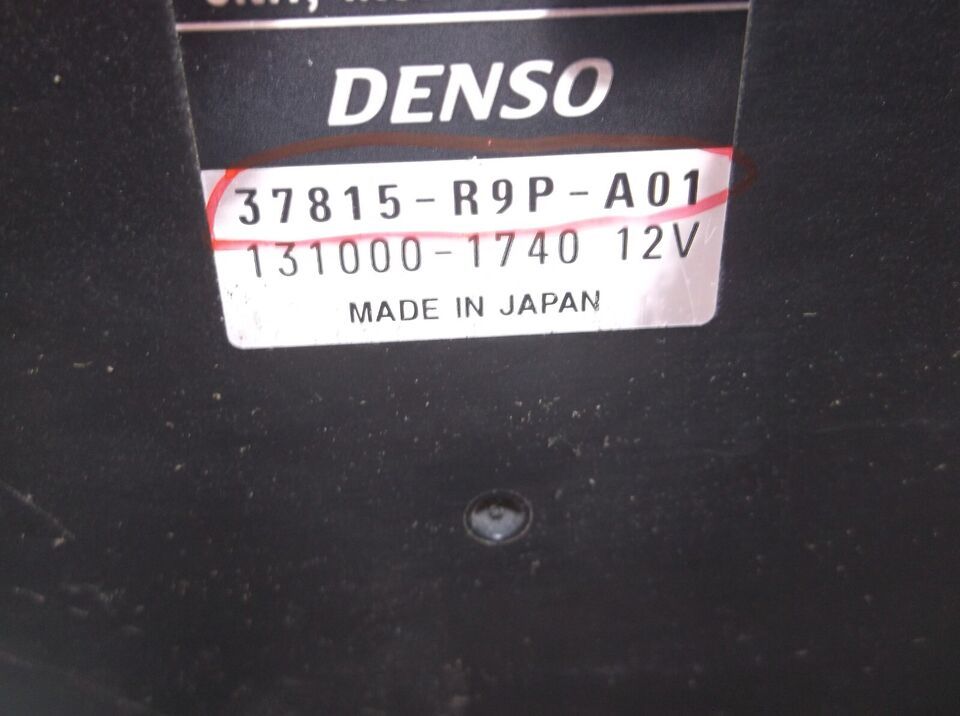 DENSO
37815-R9P-A01
131000-1740 12V
MADE IN JAPAN